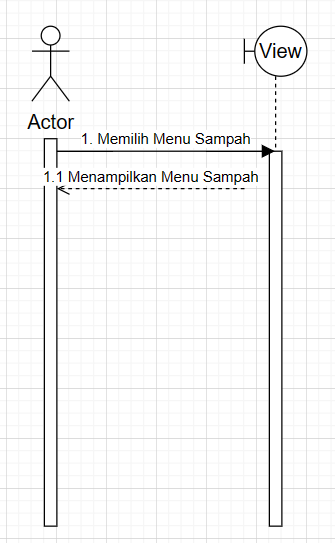 View
Actor
1. Memilih Menu Sampah
1.1 Menampilkan Menu Sampah